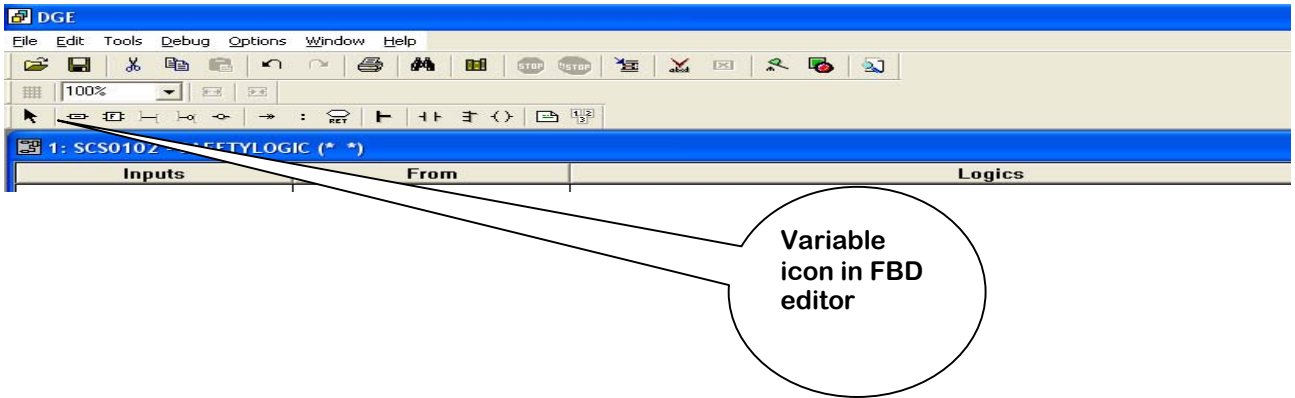 DGE
File Edit Tools Debug Options Window Help
STOP STOP
100%
RET
1: SCS0102 (* *)
Inputs From Logics
Variable
icon in FBD
editor